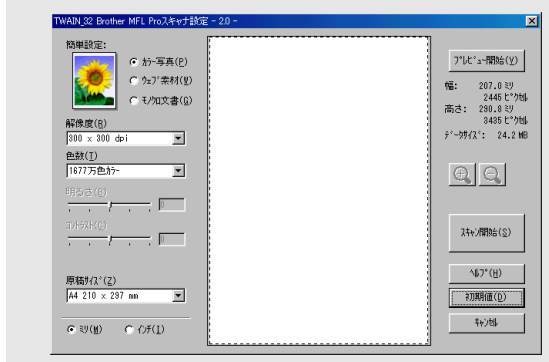 TWAIN_32 Brother MFL Proスキャナ設定 - 2.0 -
簡単設定:
カラー写真(P)
ウェブ素材(W)
モノクロ文書(G)
解像度(R)
300 x 300 dpi
色数(T)
1677万色カラー
明るさ(B)
0
コントラスト(C)
0
原稿サイズ(Z)
A4 210 x 297 mm
ミリ(M)
インチ(I)
プレビュー開始(V)
幅: 207.0 ミリ
2445 ピクセル
高さ: 290.8 ミリ
3435 ピクセル
データサイズ: 24.2 MB
スキャン開始(S)
ヘルプ(H)
初期値(D)
キャンセル